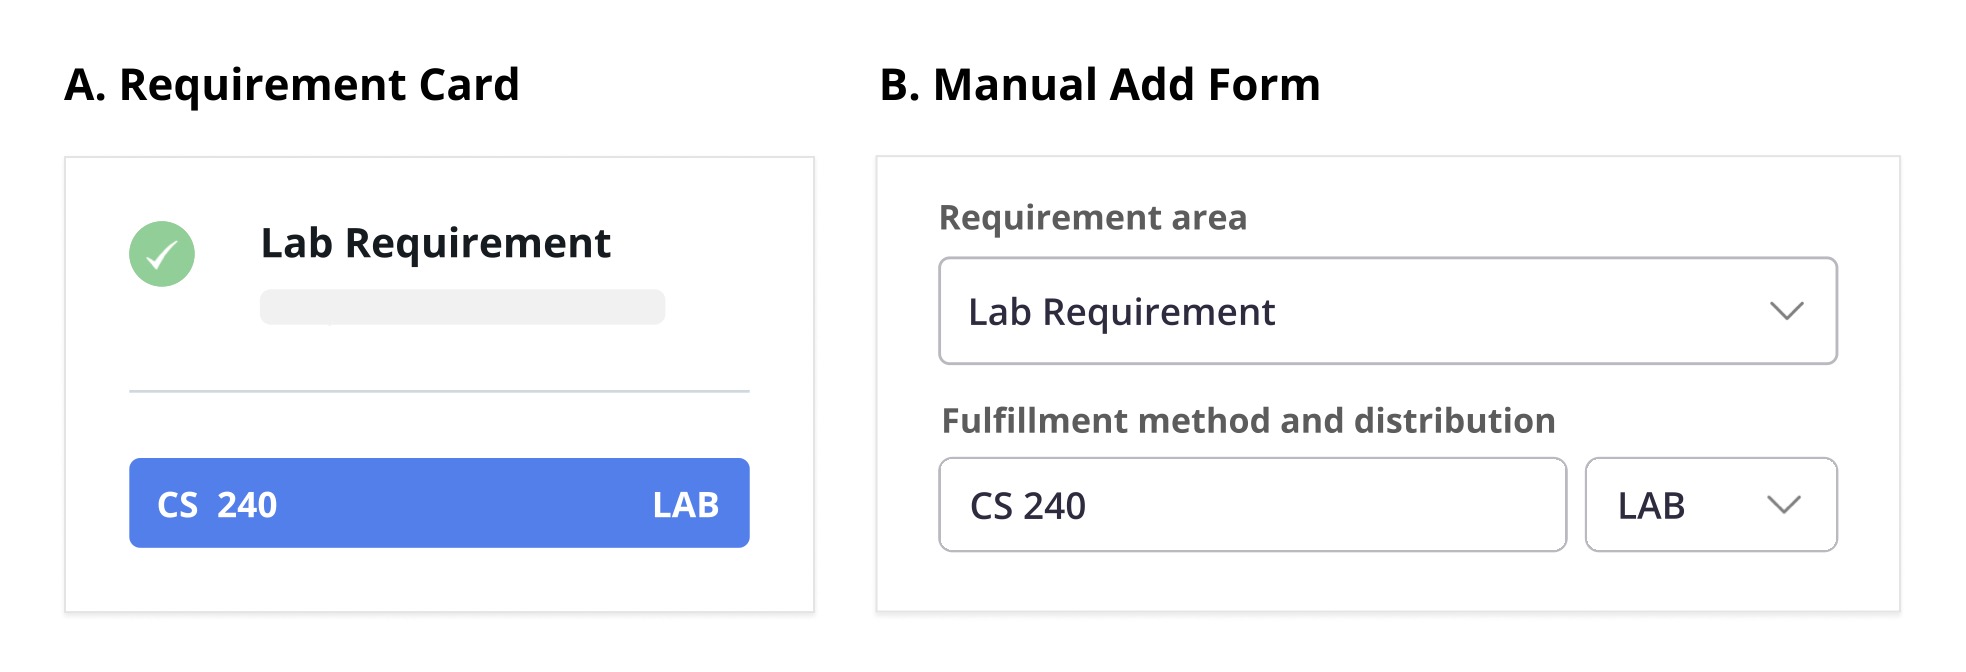 A. Requirement Card
Lab Requirement
CS 240 LAB
B. Manual Add Form
Requirement area
Lab Requirement
Fulfillment method and distribution
CS 240 LAB